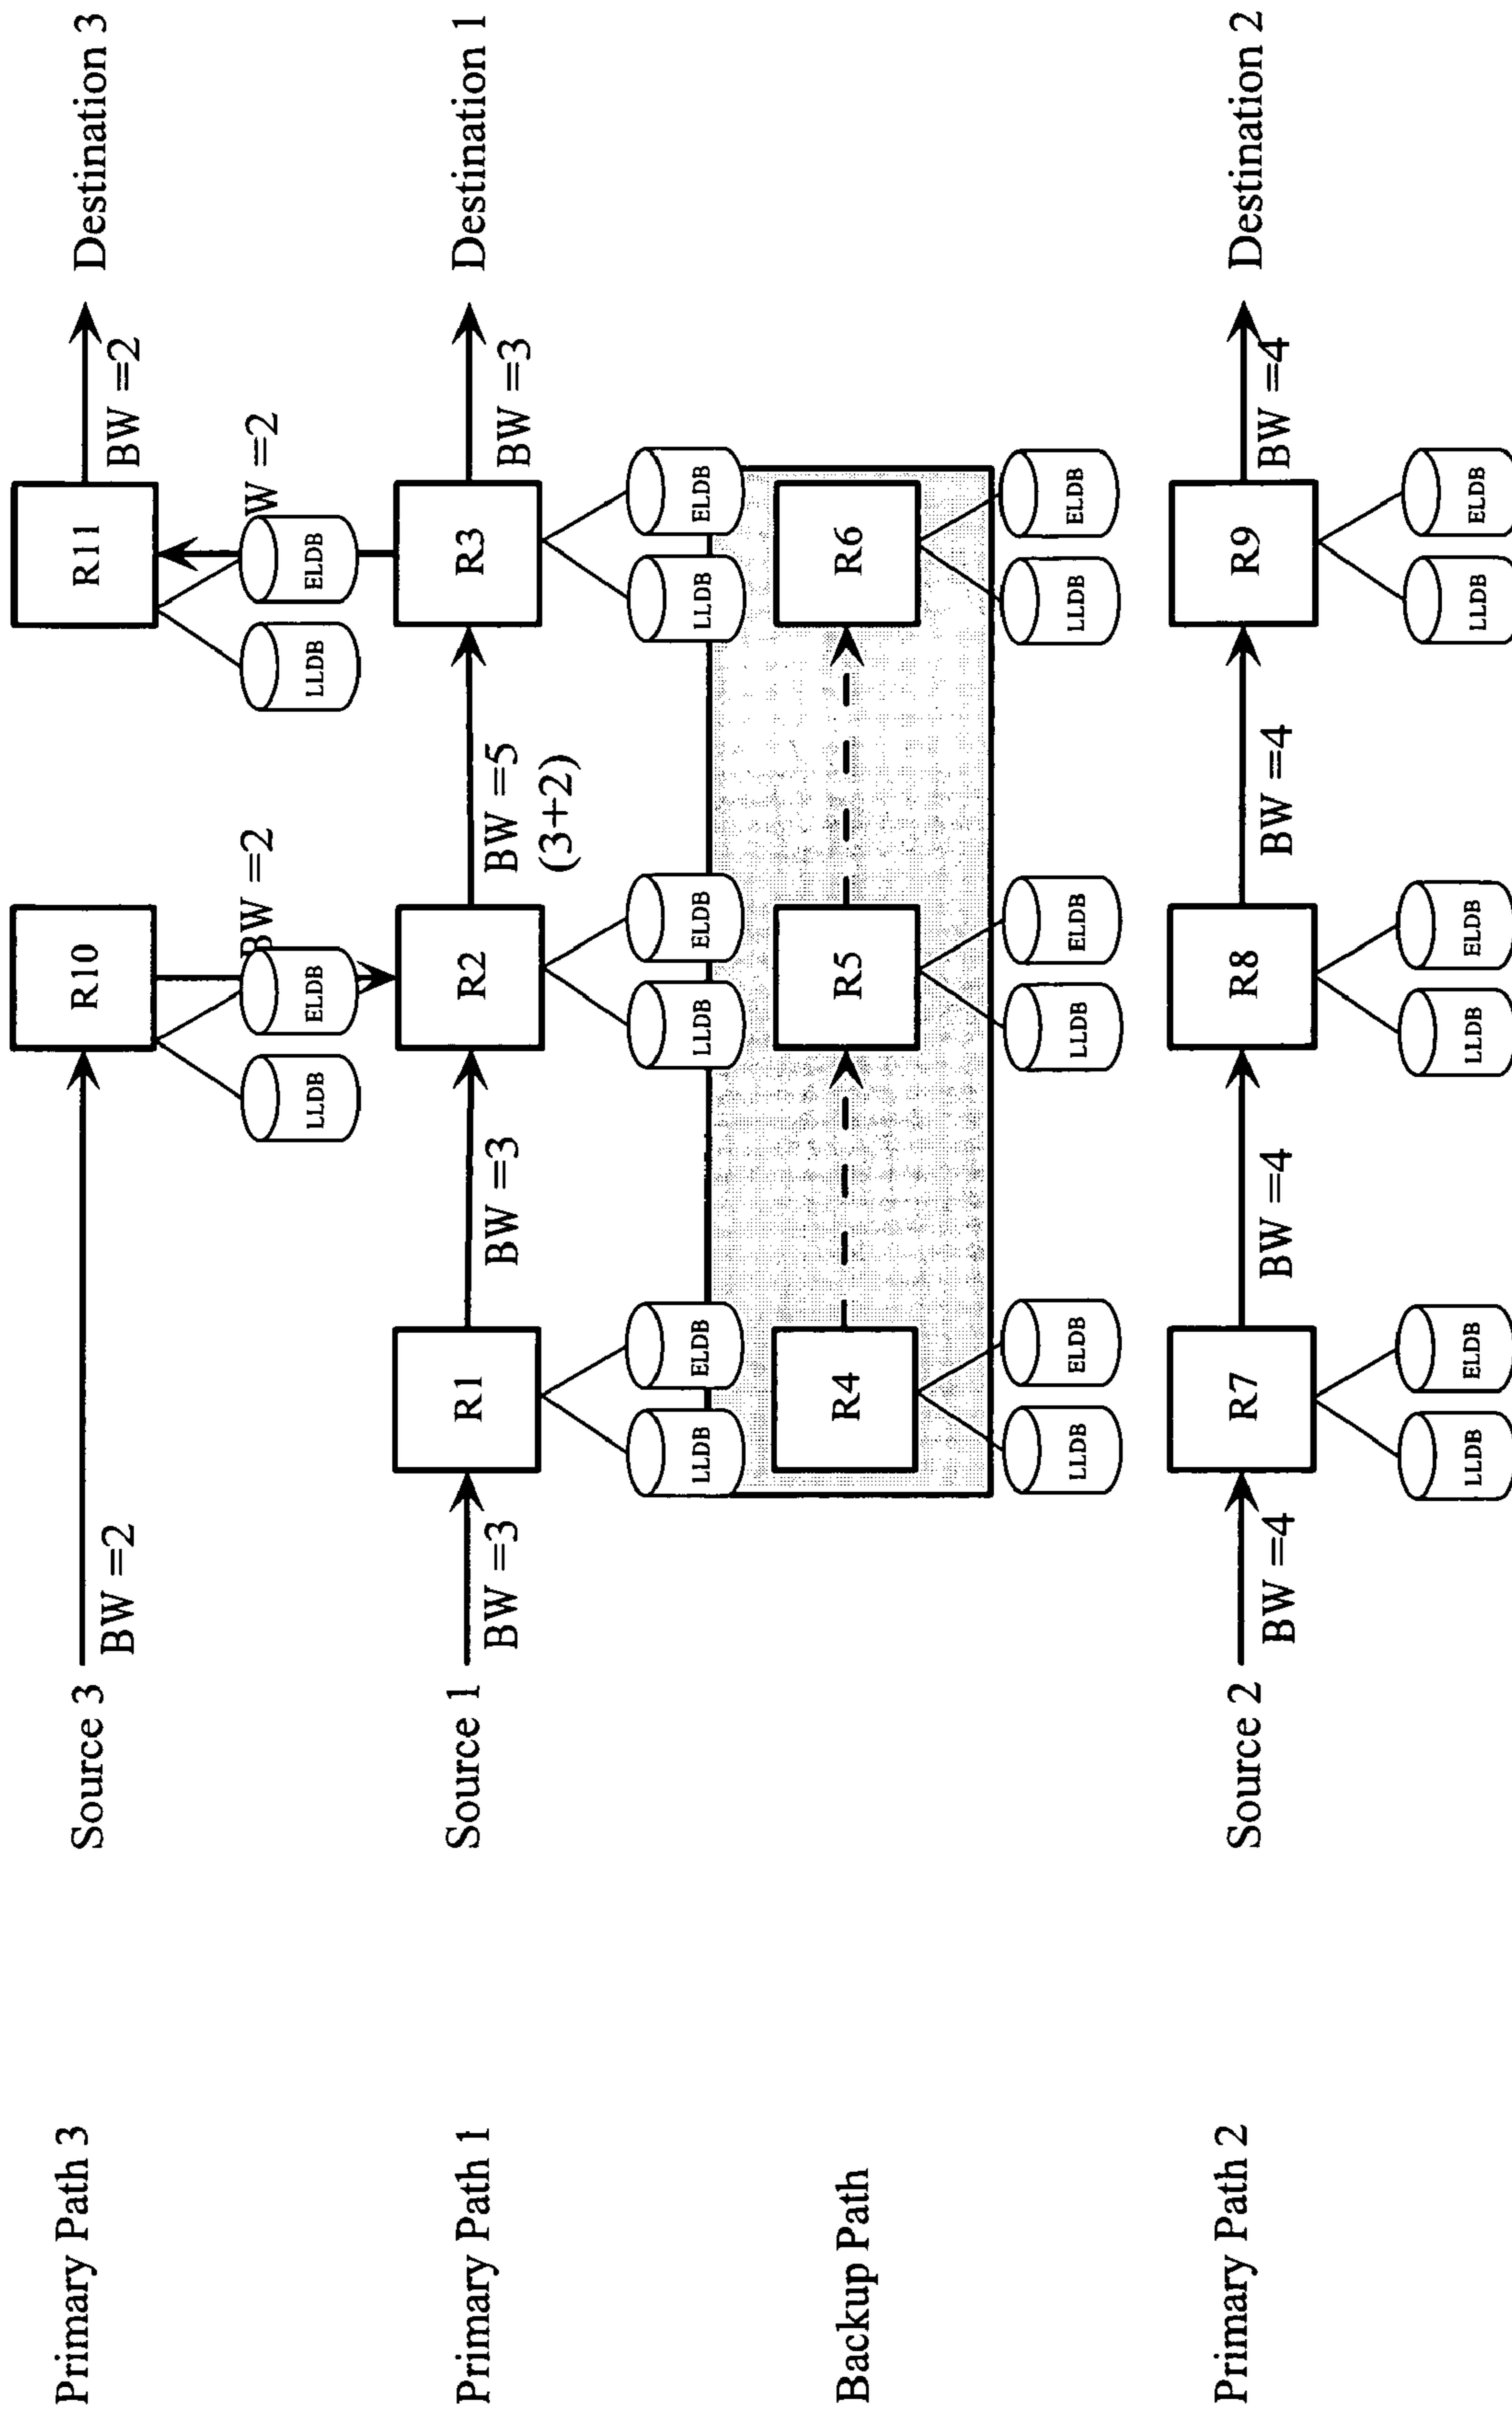 Primary Path 3
Source 3
BW =2
R10
R11
BW =2
Destination 3
LLDB
ELDB
BW =2
LLDB
ELDB
W =2
Primary Path 1
Source 1
BW =3
R1
BW =3
R2
BW =5
(3+2)
R3
BW =3
Destination 1
LLDB
ELDB
LLDB
ELDB
LLDB
ELDB
Backup Path
R4
R5
R6
LLDB
ELDB
LLDB
ELDB
LLDB
ELDB
Primary Path 2
Source 2
BW =4
R7
BW =4
R8
BW =4
R9
BW =4
Destination 2
LLDB
ELDB
LLDB
ELDB
LLDB
ELDB